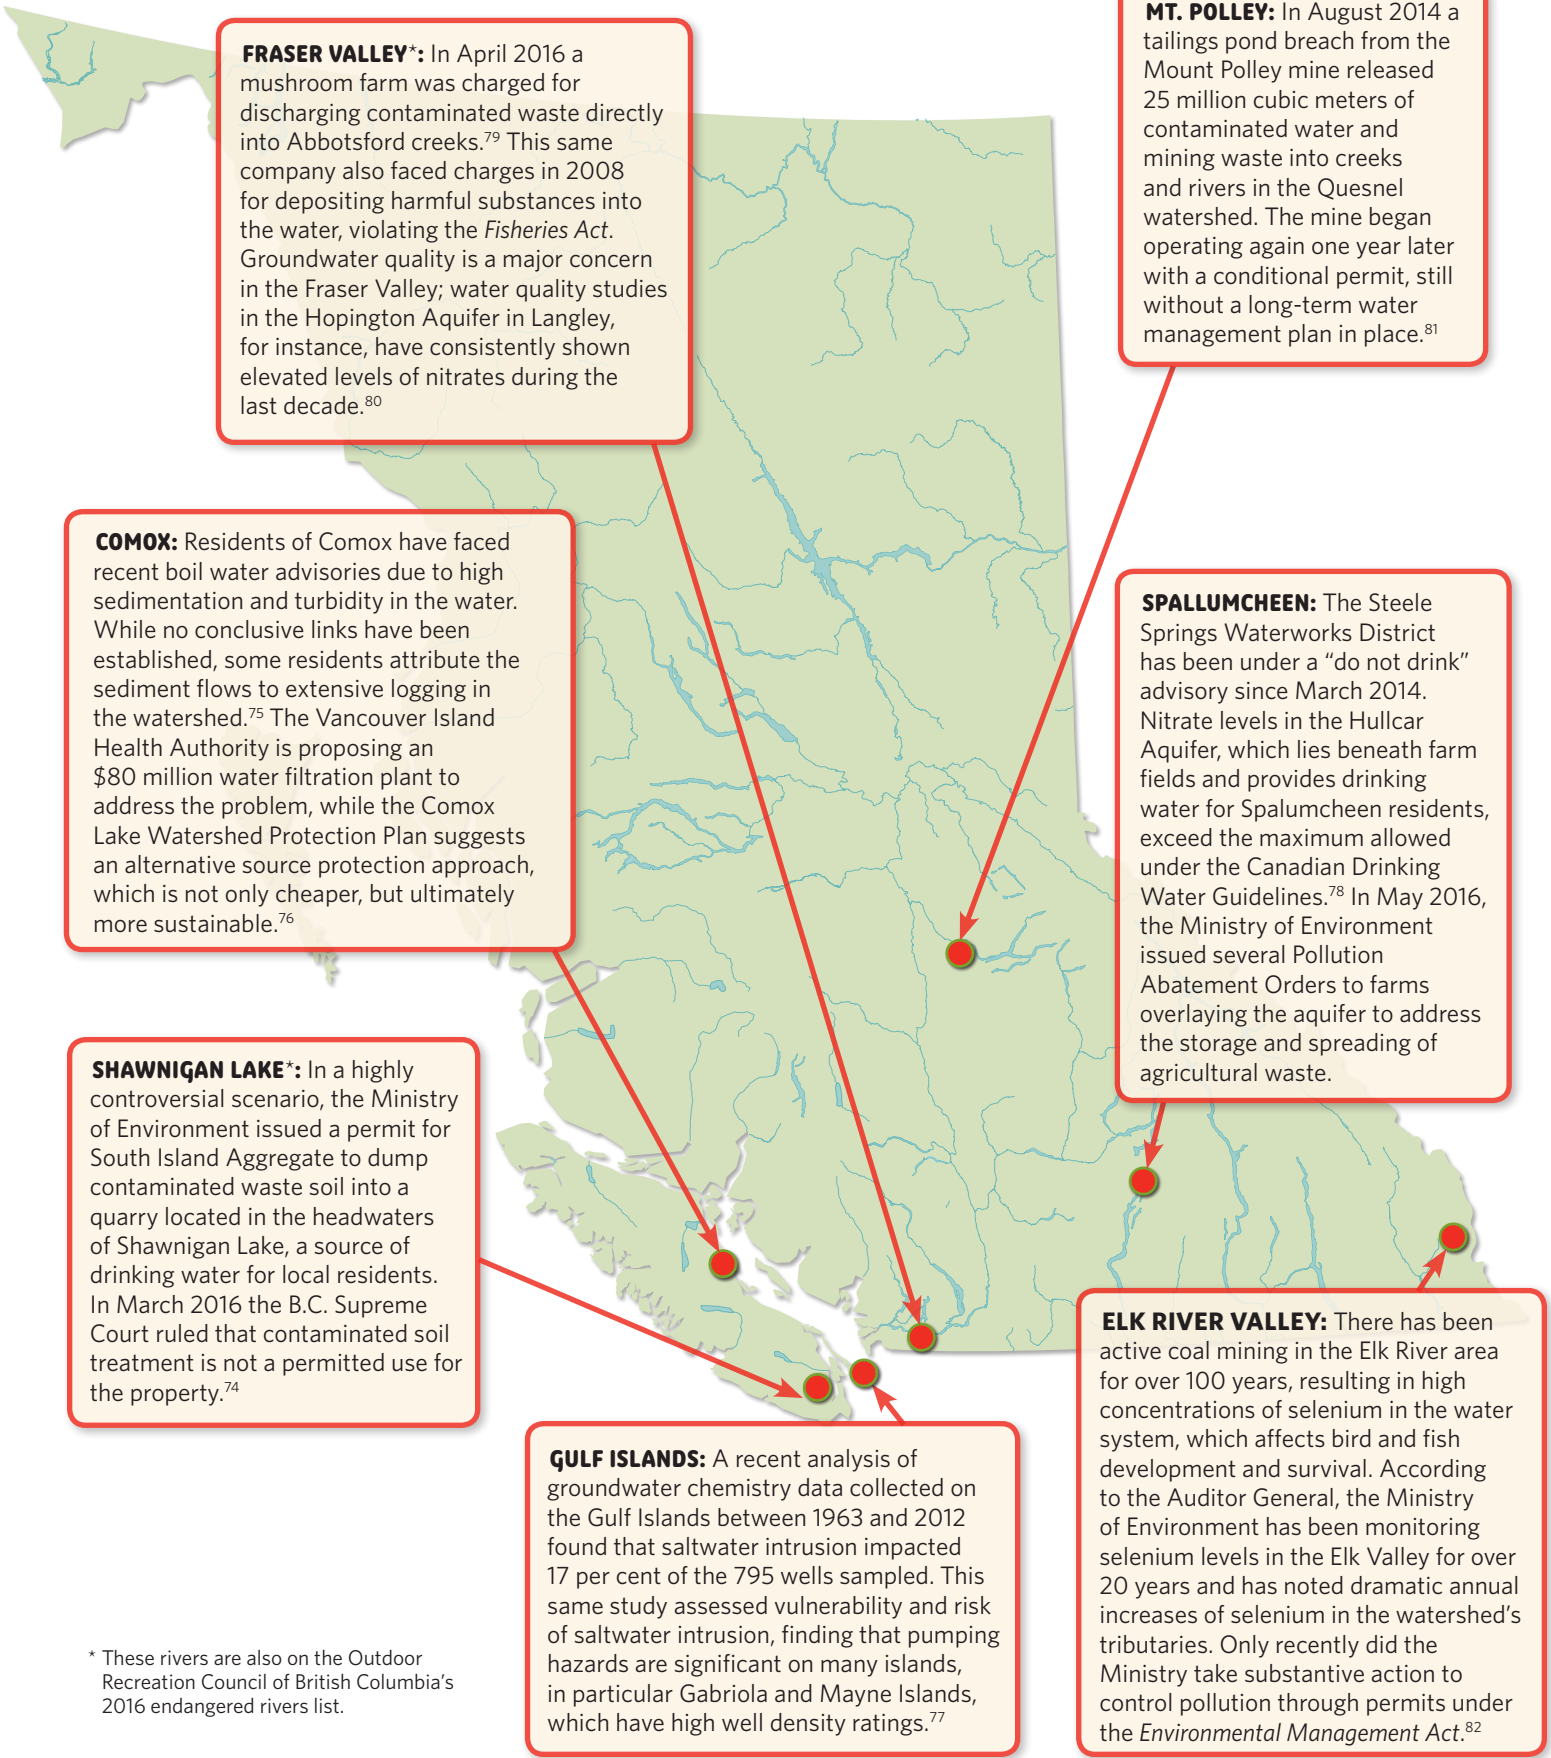 FRASER VALLEY*: In April 2016 a
mushroom farm was charged for
discharging contaminated waste directly
into Abbotsford creeks.79 This same
company also faced charges in 2008
for depositing harmful substances into
the water, violating the Fisheries Act.
Groundwater quality is a major concern
in the Fraser Valley; water quality studies
in the Hopington Aquifer in Langley,
for instance, have consistently shown
elevated levels of nitrates during the
last decade.80
MT. POLLEY: In August 2014 a
tailings pond breach from the
Mount Polley mine released
25 million cubic meters of
contaminated water and
mining waste into creeks
and rivers in the Quesnel
watershed. The mine began
operating again one year later
with a conditional permit, still
without a long-term water
management plan in place.81
COMOX: Residents of Comox have faced
recent boil water advisories due to high
sedimentation and turbidity in the water.
While no conclusive links have been
established, some residents attribute the
sediment flows to extensive logging in
the watershed.75 The Vancouver Island
Health Authority is proposing an
$80 million water filtration plant to
address the problem, while the Comox
Lake Watershed Protection Plan suggests
an alternative source protection approach,
which is not only cheaper, but ultimately
more sustainable.76
SPALLUMCHEEN: The Steele
Springs Waterworks District
has been under a “do not drink”
advisory since March 2014.
Nitrate levels in the Hullcar
Aquifer, which lies beneath farm
fields and provides drinking
water for Spalumcheen residents,
exceed the maximum allowed
under the Canadian Drinking
Water Guidelines.78 In May 2016,
the Ministry of Environment
issued several Pollution
Abatement Orders to farms
overlaying the aquifer to address
the storage and spreading of
agricultural waste.
SHAWNIGAN LAKE*: In a highly
controversial scenario, the Ministry
of Environment issued a permit for
South Island Aggregate to dump
contaminated waste soil into a
quarry located in the headwaters
of Shawnigan Lake, a source of
drinking water for local residents.
In March 2016 the B.C. Supreme
Court ruled that contaminated soil
treatment is not a permitted use for
the property.74
GULF ISLANDS: A recent analysis of
groundwater chemistry data collected on
the Gulf Islands between 1963 and 2012
found that saltwater intrusion impacted
17 per cent of the 795 wells sampled. This
same study assessed vulnerability and risk
of saltwater intrusion, finding that pumping
hazards are significant on many islands,
in particular Gabriola and Mayne Islands,
which have high well density ratings.77
ELK RIVER VALLEY: There has been
active coal mining in the Elk River area
for over 100 years, resulting in high
concentrations of selenium in the water
system, which affects bird and fish
development and survival. According
to the Auditor General, the Ministry
of Environment has been monitoring
selenium levels in the Elk Valley for over
20 years and has noted dramatic annual
increases of selenium in the watershed’s
tributaries. Only recently did the
Ministry take substantive action to
control pollution through permits under
the Environmental Management Act.82
* These rivers are also on the Outdoor
Recreation Council of British Columbia’s
2016 endangered rivers list.